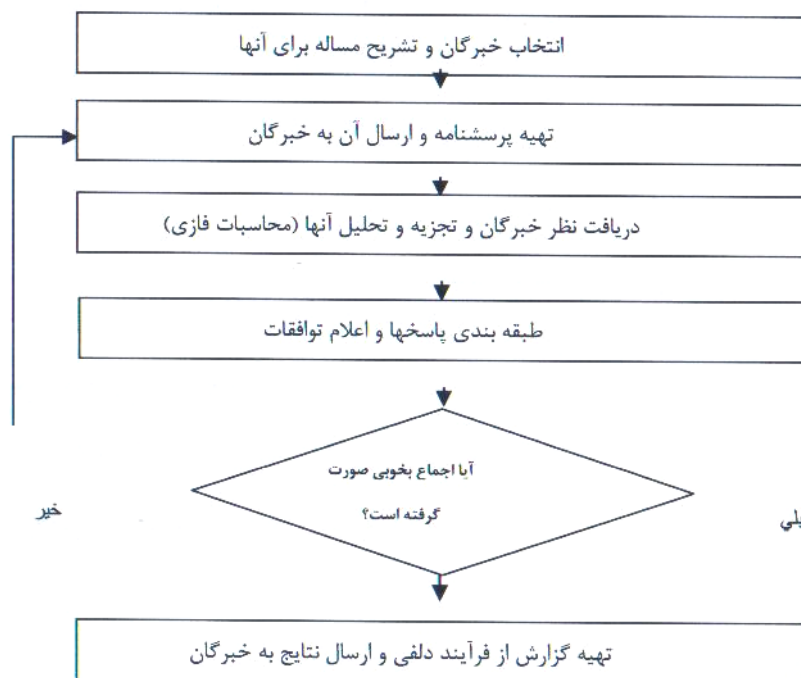 انتخاب خبرگان و تشریح مساله برای آنها
تهیه پرسشنامه و ارسال آن به خبرگان
دریافت نظر خبرگان و تجزیه و تحلیل آنها (محاسبات فازی)
طبقه بندی پاسخها و اعلام توافقات
آیا اجماع بخوبی صورت
گرفته است؟
بلي
خیر
تهیه گزارش از فرآیند دلفی و ارسال نتایج به خبرگان